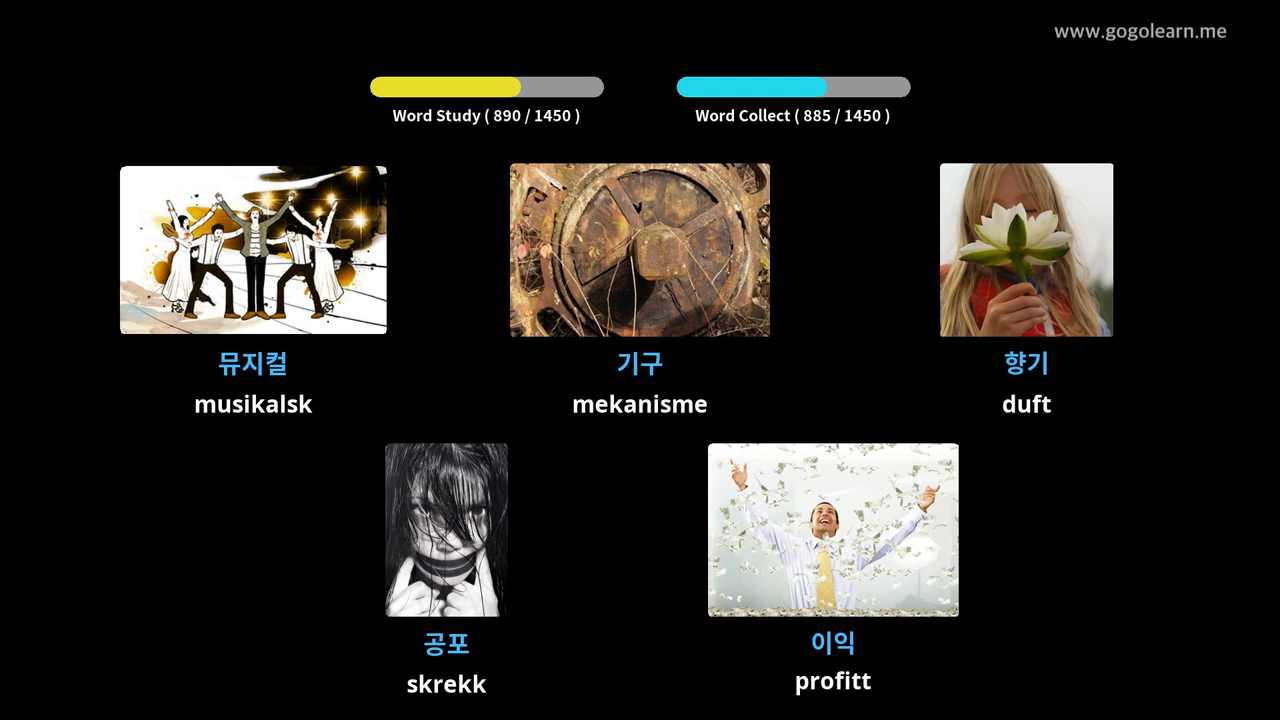 www.gogolearn.me
Word Study ( 890 / 1450 )
Word Collect ( 885 / 1450 )
뮤지컬
기구
향기
musikalsk
mekanisme
duft
공포
이익
skrekk
profitt